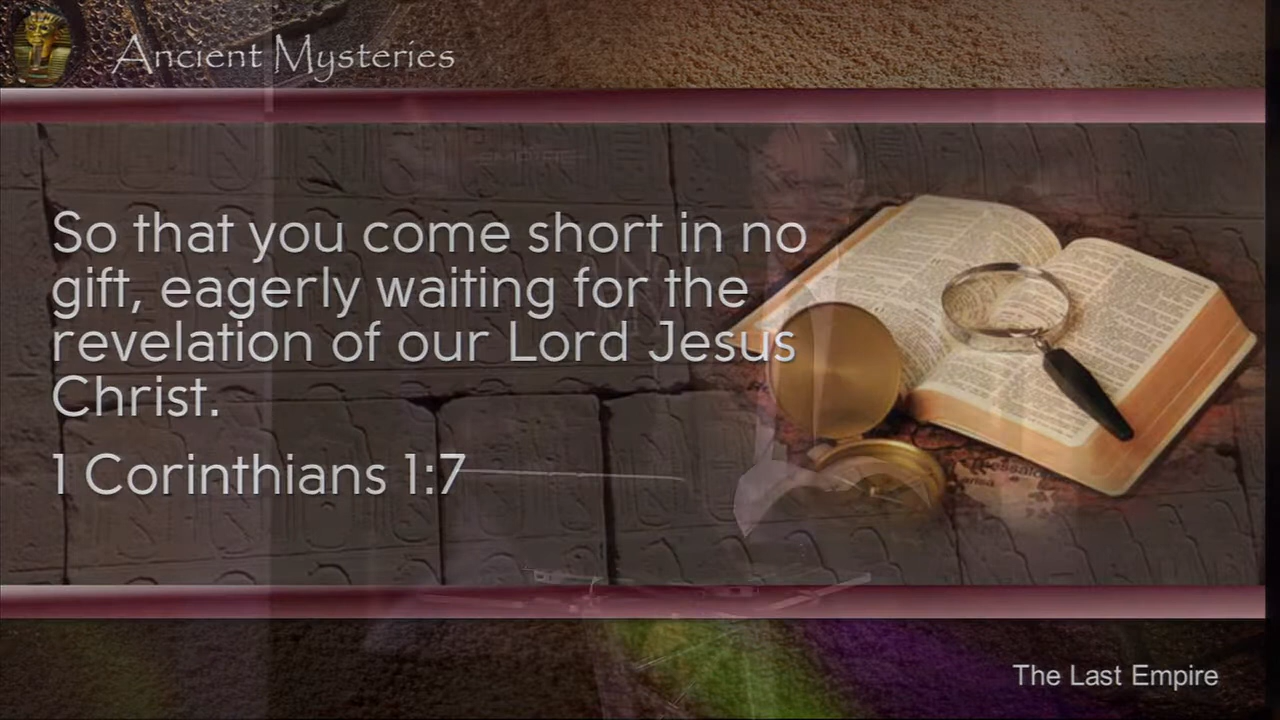 Ancient Mysteries
So that you come short in no
gift, eagerly waiting for the
revelation of our Lord Jesus
Christ.
1 Corinthians 1:7
The Last Empire